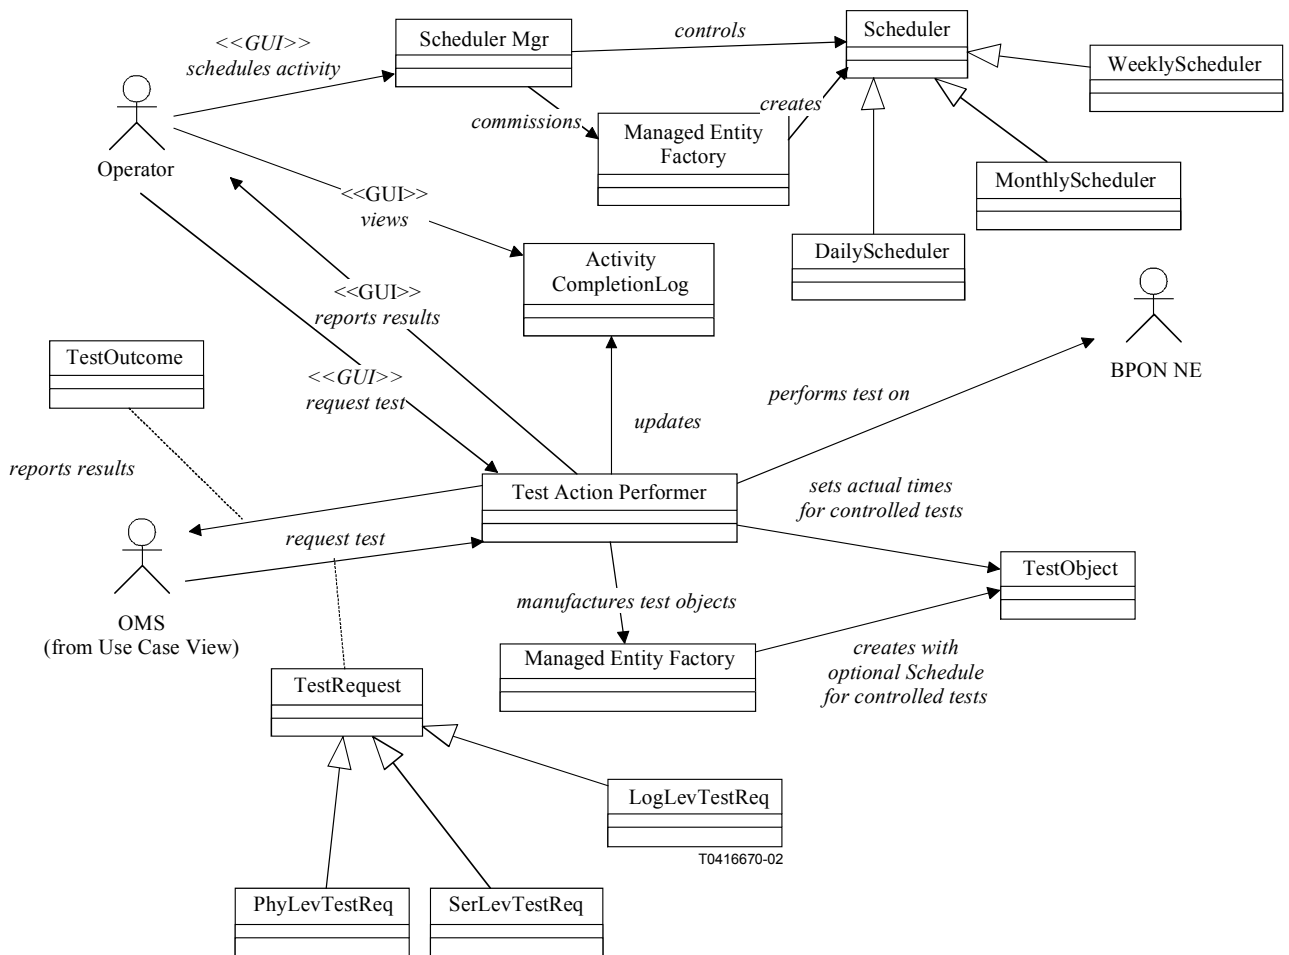 <<GUI>>
schedules activity
Scheduler Mgr
controls
Scheduler
WeeklyScheduler
commissions
creates
Managed Entity
Factory
Operator
MonthlyScheduler
<<GUI>>
views
DailyScheduler
Activity
CompletionLog
<<GUI>>
reports results
BPON NE
TestOutcome
<<GUI>>
request test
performs test on
updates
reports results
Test Action Performer
sets actual times
for controlled tests
request test
TestObject
OMS
(from Use Case View)
manufactures test objects
Managed Entity Factory
creates with
optional Schedule
for controlled tests
TestRequest
LogLevTestReq
T0416670-02
PhyLevTestReq
SerLevTestReq